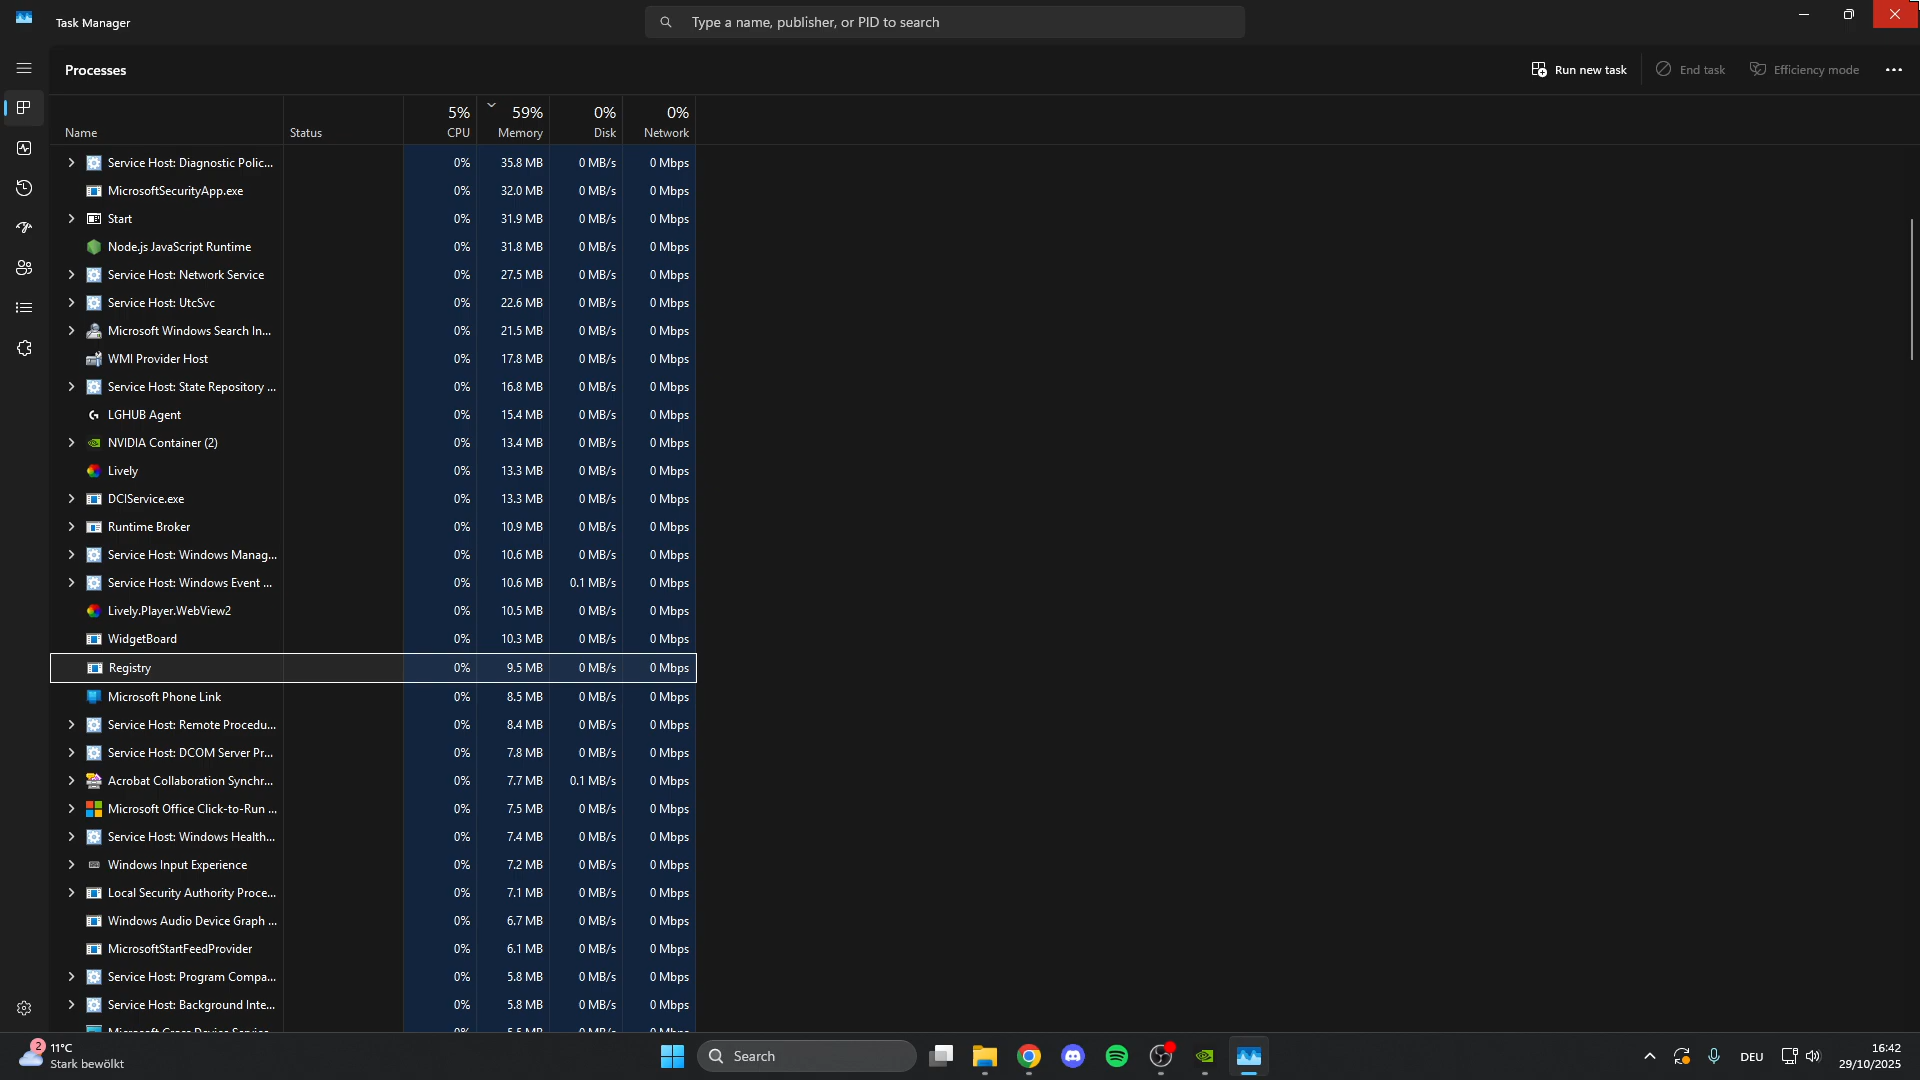 Task Manager
Type a name, publisher, or PID to search
Processes
Run new task
End task
Efficiency mode
5% 59% 0% 0%
Name Status CPU Memory Disk Network
Service Host: Diagnostic Polic... 0% 35.8 MB 0 MB/s 0 Mbps
MicrosoftSecurityApp.exe 0% 32.0 MB 0 MB/s 0 Mbps
Start 0% 31.9 MB 0 MB/s 0 Mbps
Node.js JavaScript Runtime 0% 31.8 MB 0 MB/s 0 Mbps
Service Host: Network Service 0% 27.5 MB 0 MB/s 0 Mbps
Service Host: UtcSvc 0% 22.6 MB 0 MB/s 0 Mbps
Microsoft Windows Search In... 0% 21.5 MB 0 MB/s 0 Mbps
WMI Provider Host 0% 17.8 MB 0 MB/s 0 Mbps
Service Host: State Repository ... 0% 16.8 MB 0 MB/s 0 Mbps
LGHUB Agent 0% 15.4 MB 0 MB/s 0 Mbps
NVIDIA Container (2) 0% 13.4 MB 0 MB/s 0 Mbps
Lively 0% 13.3 MB 0 MB/s 0 Mbps
DCIService.exe 0% 13.3 MB 0 MB/s 0 Mbps
Runtime Broker 0% 10.9 MB 0 MB/s 0 Mbps
Service Host: Windows Manag... 0% 10.6 MB 0 MB/s 0 Mbps
Service Host: Windows Event ... 0% 10.6 MB 0.1 MB/s 0 Mbps
Lively.Player.WebView2 0% 10.5 MB 0 MB/s 0 Mbps
WidgetBoard 0% 10.3 MB 0 MB/s 0 Mbps
Registry 0% 9.5 MB 0 MB/s 0 Mbps
Microsoft Phone Link 0% 8.5 MB 0 MB/s 0 Mbps
Service Host: Remote Procedu... 0% 8.4 MB 0 MB/s 0 Mbps
Service Host: DCOM Server Pr... 0% 7.8 MB 0 MB/s 0 Mbps
Acrobat Collaboration Synchr... 0% 7.7 MB 0.1 MB/s 0 Mbps
Microsoft Office Click-to-Run ... 0% 7.5 MB 0 MB/s 0 Mbps
Service Host: Windows Health... 0% 7.4 MB 0 MB/s 0 Mbps
Windows Input Experience 0% 7.2 MB 0 MB/s 0 Mbps
Local Security Authority Proce... 0% 7.1 MB 0 MB/s 0 Mbps
Windows Audio Device Graph ... 0% 6.7 MB 0 MB/s 0 Mbps
MicrosoftStartFeedProvider 0% 6.1 MB 0 MB/s 0 Mbps
Service Host: Program Compa... 0% 5.8 MB 0 MB/s 0 Mbps
Service Host: Background Inte... 0% 5.8 MB 0 MB/s 0 Mbps
Microsoft Cross Device Service 0% 5.5 MB 0 MB/s 0 Mbps
2
11°C
Stark bewölkt
Search
DEU
16:42
29/10/2025